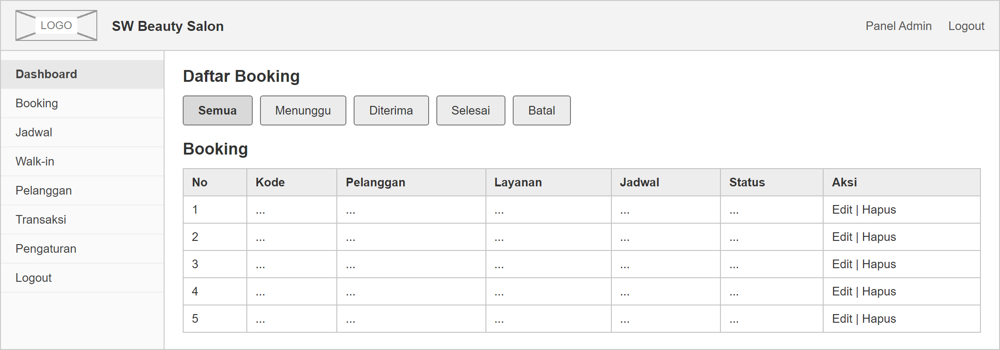 LOGO
SW Beauty Salon
Panel Admin Logout
Dashboard
Booking
Jadwal
Walk-in
Pelanggan
Transaksi
Pengaturan
Logout
Daftar Booking
Semua Menunggu Diterima Selesai Batal
Booking
No Kode Pelanggan Layanan Jadwal Status Aksi
1 ... ... ... ... ... Edit | Hapus
2 ... ... ... ... ... Edit | Hapus
3 ... ... ... ... ... Edit | Hapus
4 ... ... ... ... ... Edit | Hapus
5 ... ... ... ... ... Edit | Hapus